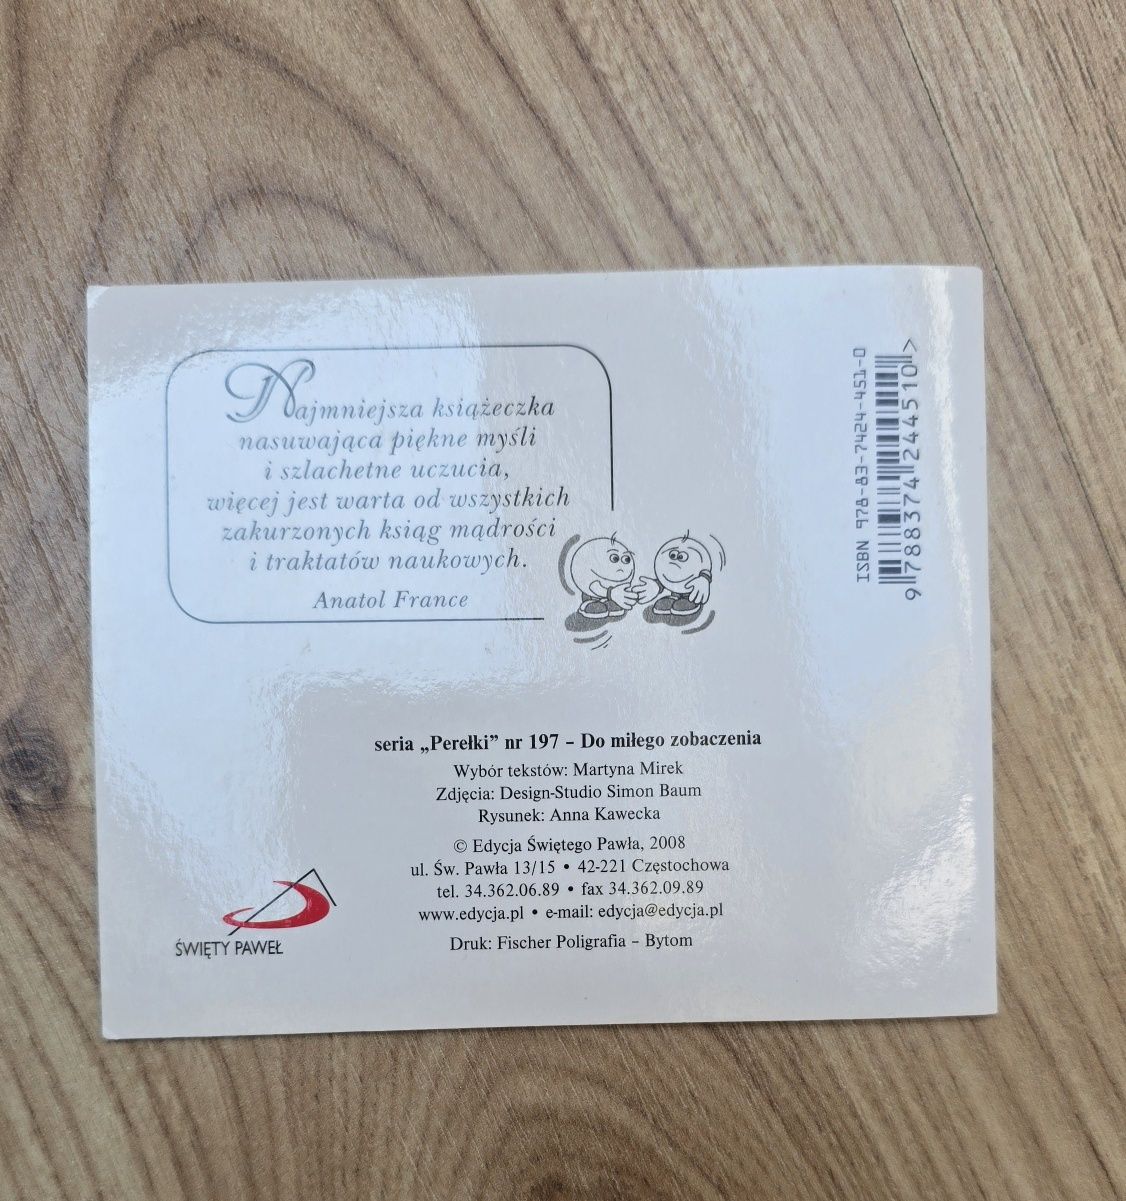 Najmniejsza książeczka
nasuwająca piękne myśli
i szlachetne uczucia,
więcej jest warta od wszystkich
zakurzonych ksiąg mądrości
i traktatów naukowych.
Anatol France
ISBN 978-83-7424-451-0
9 788374 244510 >
seria „Perełki” nr 197 – Do miłego zobaczenia
Wybór tekstów: Martyna Mirek
Zdjęcia: Design-Studio Simon Baum
Rysunek: Anna Kawecka
© Edycja Świętego Pawła, 2008
ul. Św. Pawła 13/15 • 42-221 Częstochowa
tel. 34.362.06.89 • fax 34.362.09.89
www.edycja.pl • e-mail: edycja@edycja.pl
Druk: Fischer Poligrafia – Bytom
ŚWIĘTY PAWEŁ